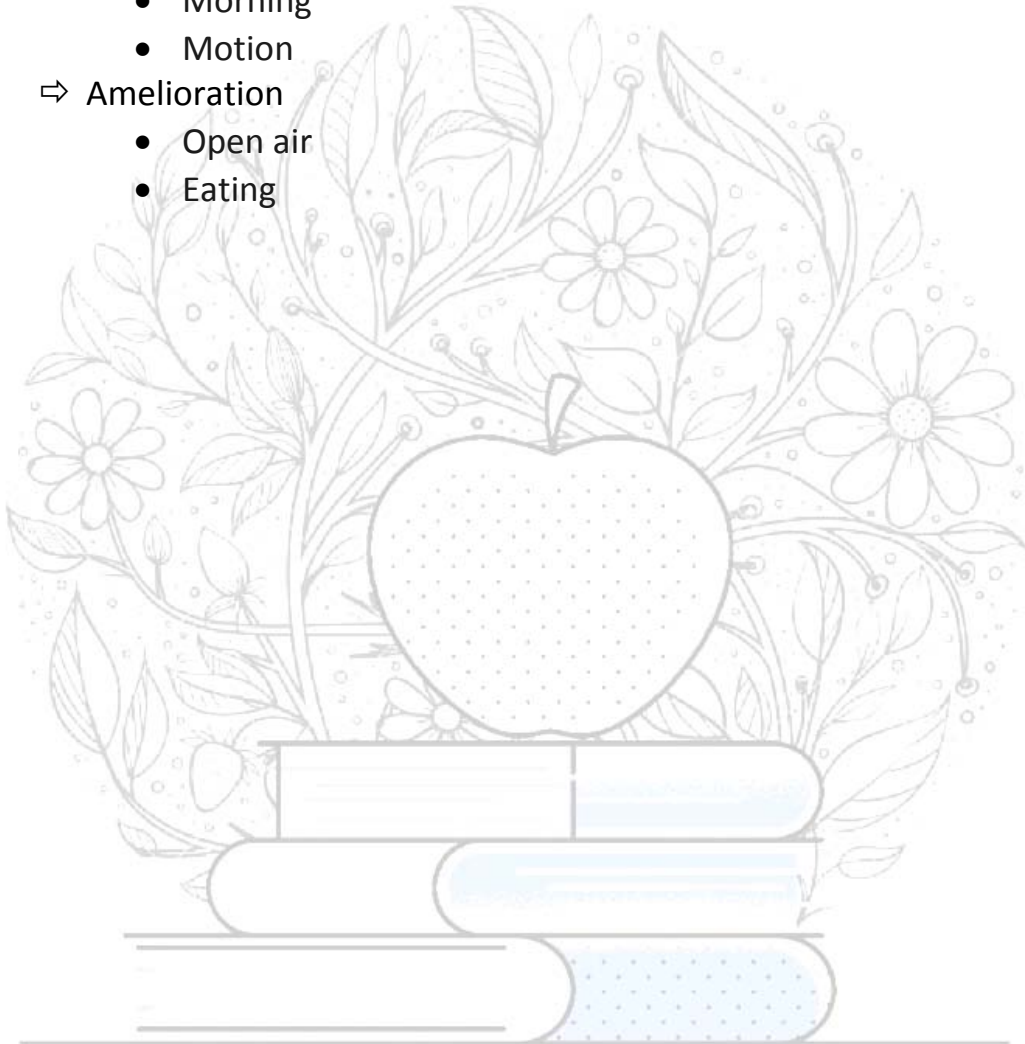 • Morning
• Motion
⇨ Amelioration
• Open air
• Eating